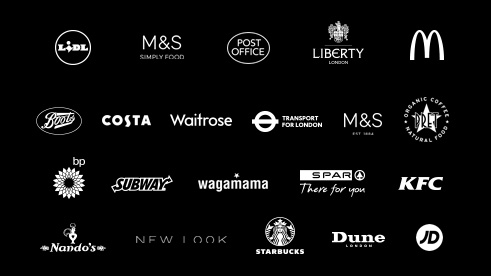 LiDL
M&S
SIMPLY FOOD
POST
OFFICE
LIBERTY
LONDON
Boots
COSTA
Waitrose
TRANSPORT
FOR LONDON
M&S
EST. 1884
ORGANIC COFFEE
PRET
NATURAL FOOD
bp
SUBWAY
wagamama
SPAR
There for you
KFC
Nando's
NEW LOOK
STARBUCKS
Dune
LONDON
JD